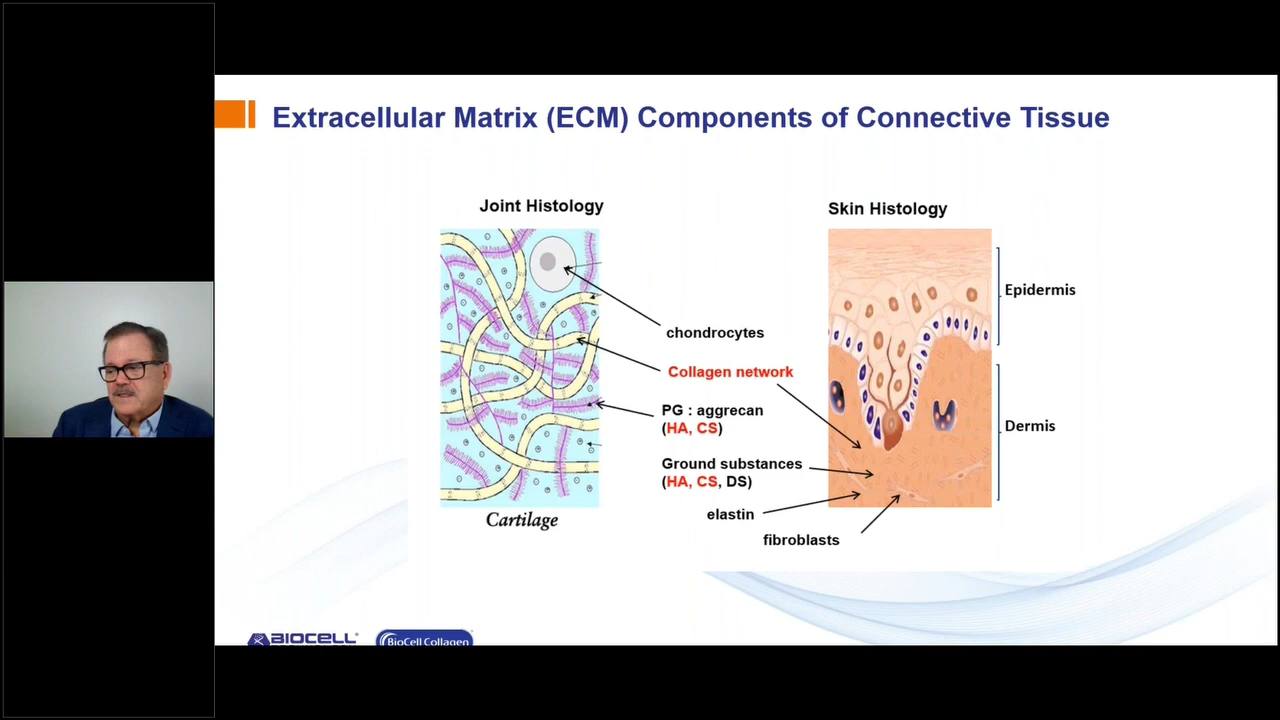 Extracellular Matrix (ECM) Components of Connective Tissue
Joint Histology
Skin Histology
Epidermis
chondrocytes
Collagen network
PG : aggrecan
(HA, CS)
Dermis
Ground substances
(HA, CS, DS)
elastin
fibroblasts
Cartilage
BIOCELL
BioCell Collagen